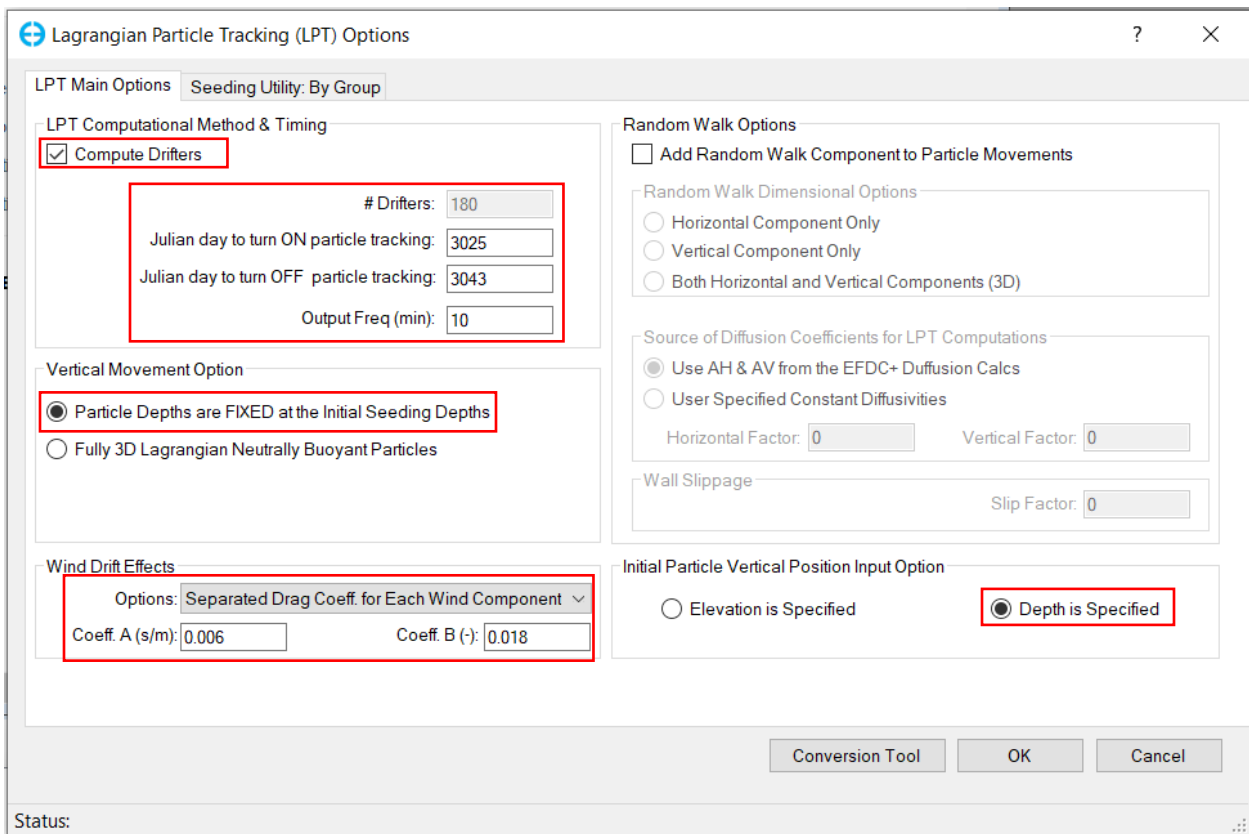 Lagrangian Particle Tracking (LPT) Options
?
LPT Main Options
Seeding Utility: By Group
LPT Computational Method & Timing
Compute Drifters
# Drifters: 180
Julian day to turn ON particle tracking: 3025
Julian day to turn OFF particle tracking: 3043
Output Freq (min): 10
Vertical Movement Option
Particle Depths are FIXED at the Initial Seeding Depths
Fully 3D Lagrangian Neutrally Buoyant Particles
Wind Drift Effects
Options: Separated Drag Coeff. for Each Wind Component
Coeff. A (s/m): 0.006 Coeff. B (-): 0.018
Random Walk Options
Add Random Walk Component to Particle Movements
Random Walk Dimensional Options
Horizontal Component Only
Vertical Component Only
Both Horizontal and Vertical Components (3D)
Source of Diffusion Coefficients for LPT Computations
Use AH & AV from the EFDC+ Duffusion Calcs
User Specified Constant Diffusivities
Horizontal Factor: 0 Vertical Factor: 0
Wall Slippage
Slip Factor: 0
Initial Particle Vertical Position Input Option
Elevation is Specified
Depth is Specified
Conversion Tool
OK
Cancel
Status: